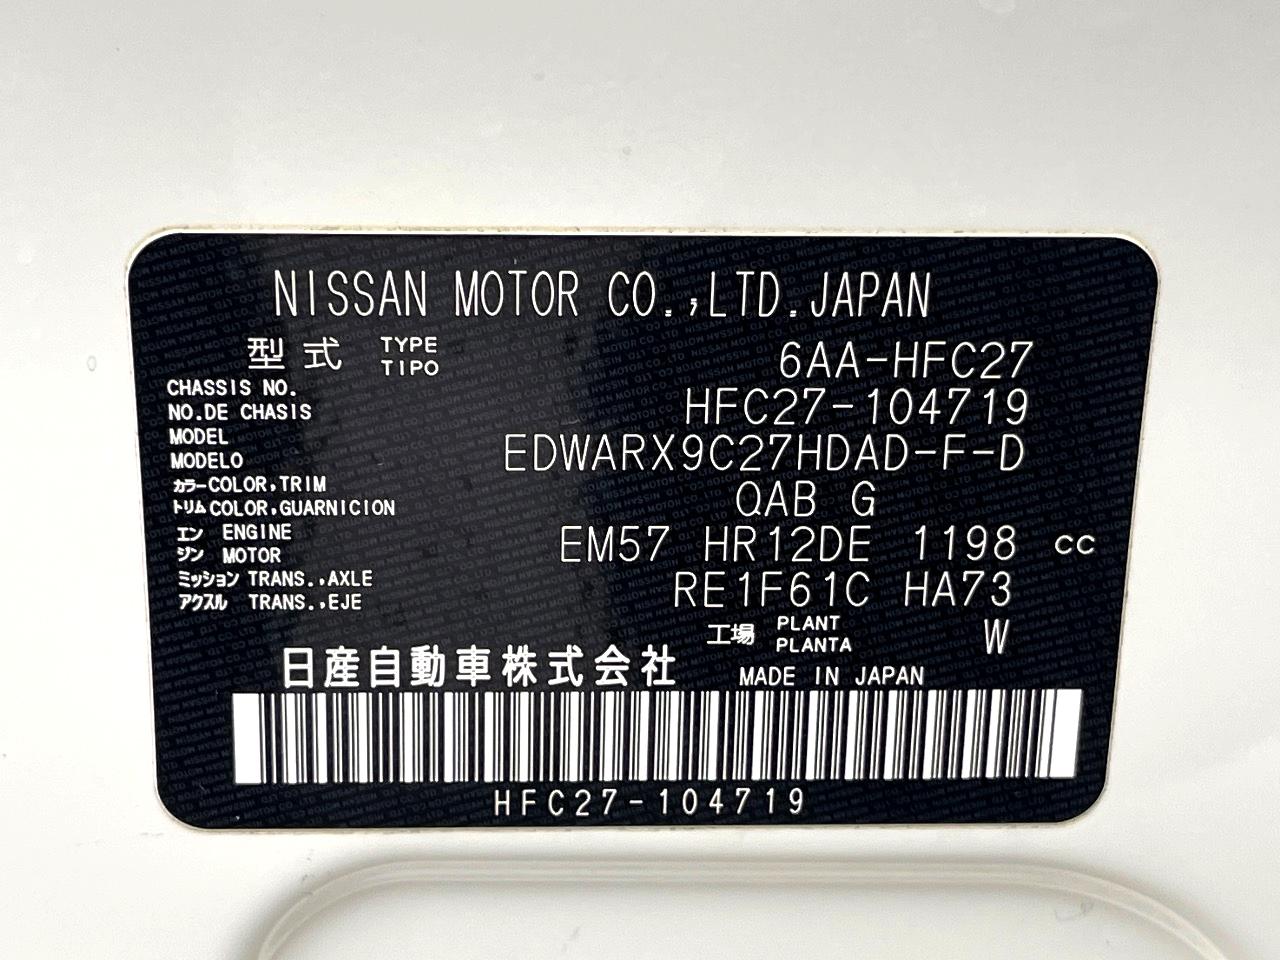 NISSAN MOTOR CO.,LTD.JAPAN
型式 TYPE TIPO 6AA-HFC27
CHASSIS NO.
NO.DE CHASIS HFC27-104719
MODEL
MODELO EDWARX9C27HDAD-F-D
カラー COLOR,TRIM
トリム COLOR,GUARNICION QAB G
エン ENGINE
ジン MOTOR EM57 HR12DE 1198 cc
ミッション TRANS.,AXLE
アクスル TRANS.,EJE RE1F61C HA73
工場 PLANT PLANTA W
日産自動車株式会社 MADE IN JAPAN
HFC27-104719